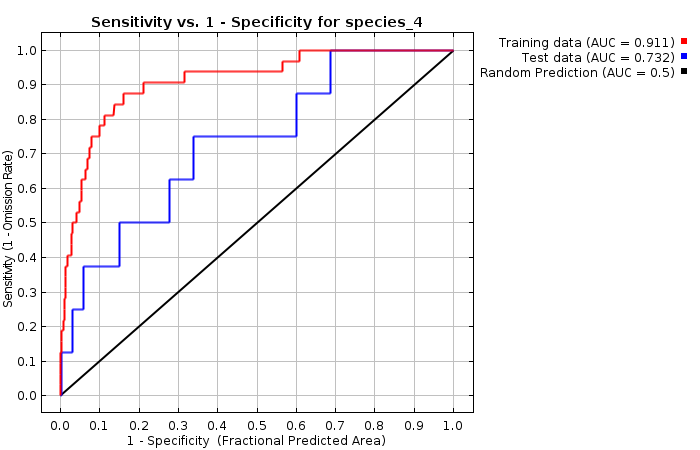 Sensitivity vs. 1 - Specificity for species_4
Training data (AUC = 0.911)
Test data (AUC = 0.732)
Random Prediction (AUC = 0.5)
Sensitivity (1 - Omission Rate)
1.0
0.9
0.8
0.7
0.6
0.5
0.4
0.3
0.2
0.1
0.0
0.0 0.1 0.2 0.3 0.4 0.5 0.6 0.7 0.8 0.9 1.0
1 - Specificity (Fractional Predicted Area)